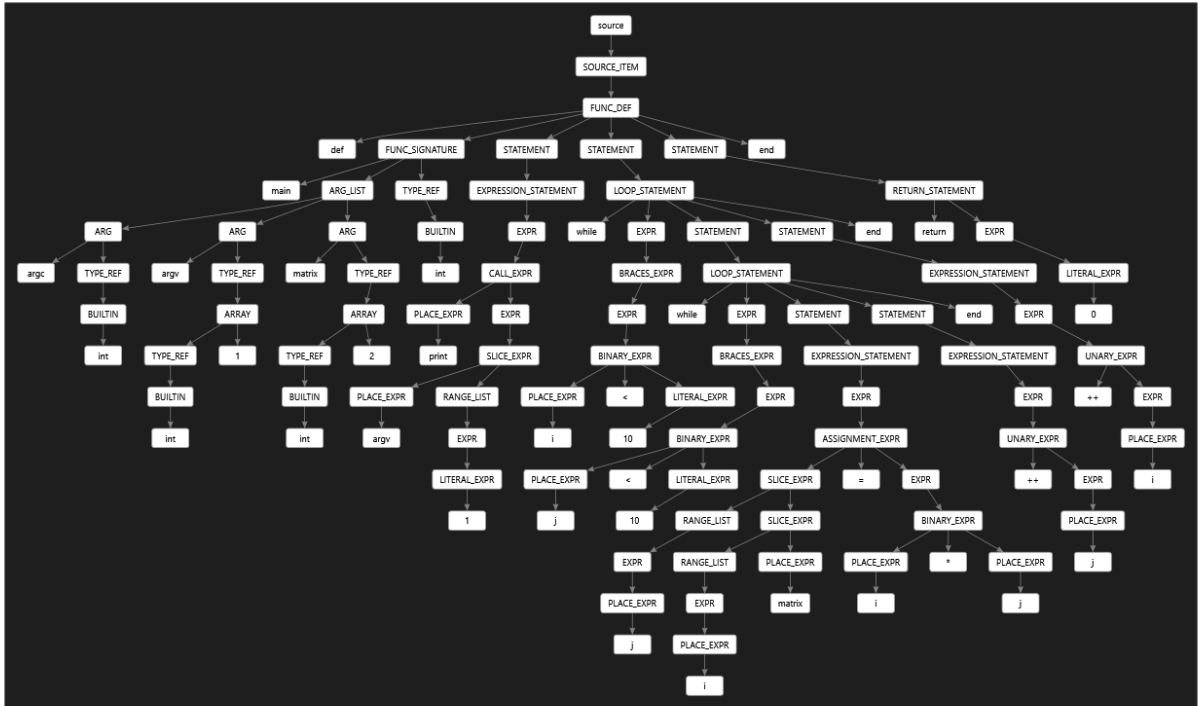 source
SOURCE_ITEM
FUNC_DEF
def FUNC_SIGNATURE STATEMENT STATEMENT STATEMENT end
main ARG_LIST TYPE_REF EXPRESSION_STATEMENT LOOP_STATEMENT RETURN_STATEMENT
ARG ARG ARG BUILTIN EXPR while EXPR STATEMENT STATEMENT end return EXPR
argc TYPE_REF argv TYPE_REF matrix TYPE_REF int CALL_EXPR BRACES_EXPR LOOP_STATEMENT EXPRESSION_STATEMENT LITERAL_EXPR
BUILTIN ARRAY ARRAY PLACE_EXPR EXPR EXPR while EXPR STATEMENT STATEMENT end EXPR 0
int TYPE_REF 1 TYPE_REF 2 print SLICE_EXPR BINARY_EXPR BRACES_EXPR EXPRESSION_STATEMENT EXPRESSION_STATEMENT UNARY_EXPR
BUILTIN BUILTIN PLACE_EXPR RANGE_LIST PLACE_EXPR < LITERAL_EXPR EXPR EXPR EXPR ++ EXPR
int int argv EXPR i 10 BINARY_EXPR ASSIGNMENT_EXPR UNARY_EXPR PLACE_EXPR
LITERAL_EXPR PLACE_EXPR < LITERAL_EXPR SLICE_EXPR = EXPR ++ EXPR i
1 j 10 RANGE_LIST SLICE_EXPR BINARY_EXPR PLACE_EXPR
EXPR RANGE_LIST PLACE_EXPR PLACE_EXPR * PLACE_EXPR j
PLACE_EXPR EXPR matrix i j
j PLACE_EXPR
i